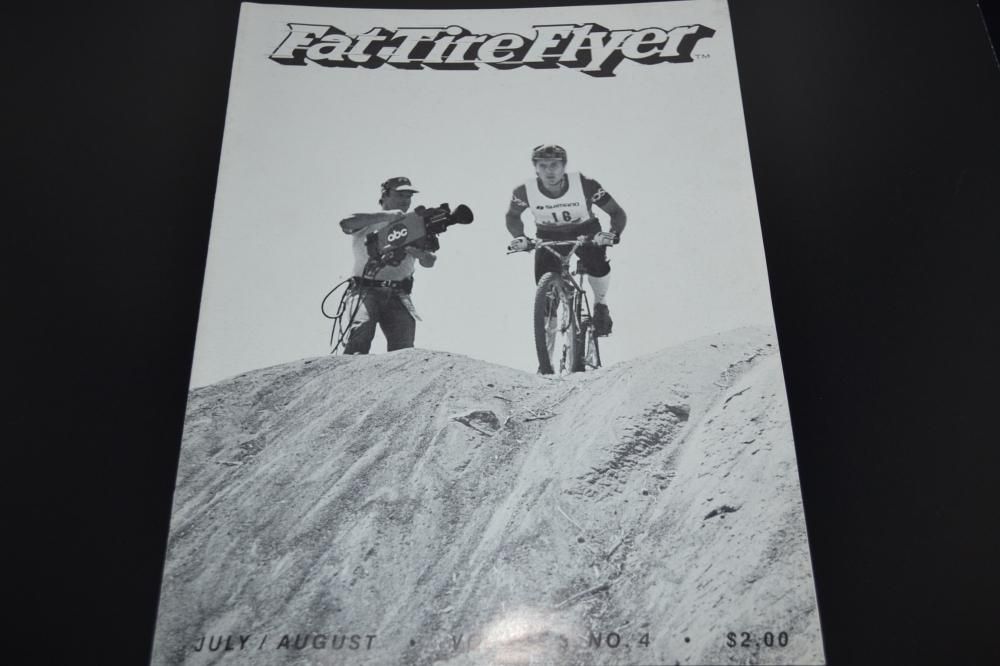 Fat Tire Flyer TM
abc
SHIMANO
16
JULY / AUGUST • NO. 4 • $2.00